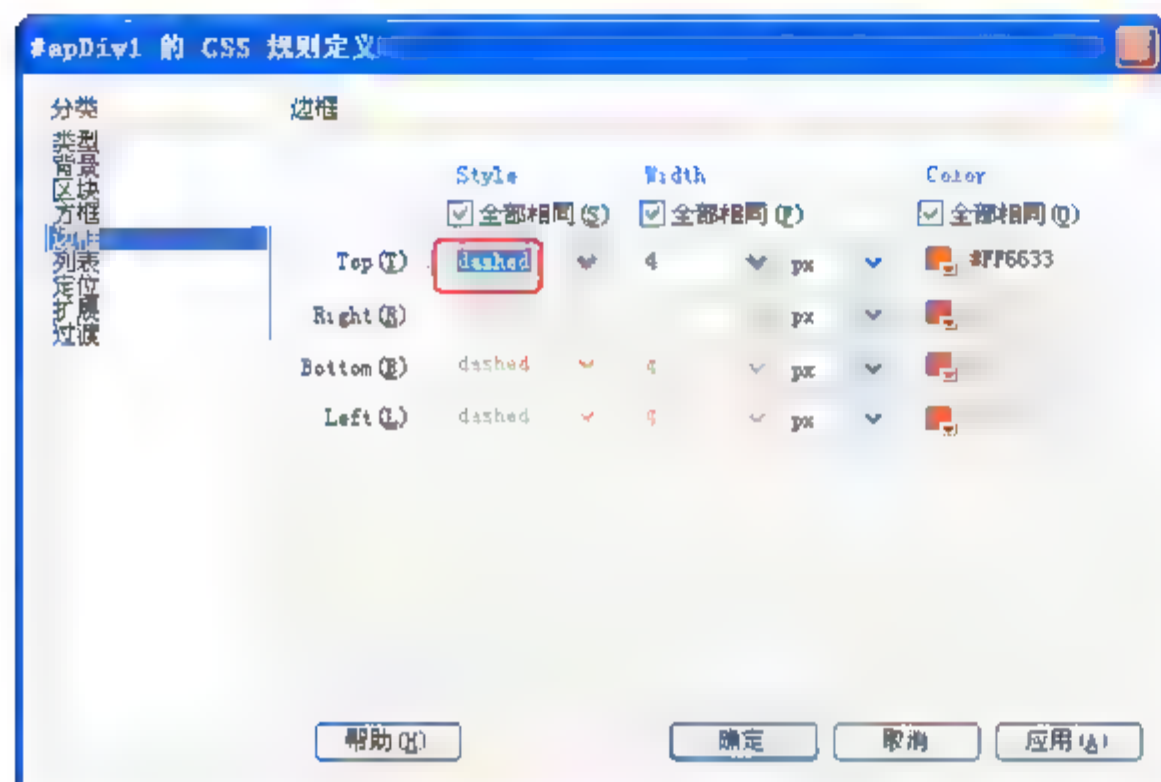 #apDiv1 的 CSS 规则定义
分类
边框
类型
背景
区块
方框
边框
列表
定位
扩展
过渡
Style Width Color
全部相同(S) 全部相同(F) 全部相同(O)
Top(T) dashed 4 px #FF6633
Right(R) px
Bottom(B) dashed 4 px
Left(L) dashed 4 px
帮助(H) 确定 取消 应用(A)